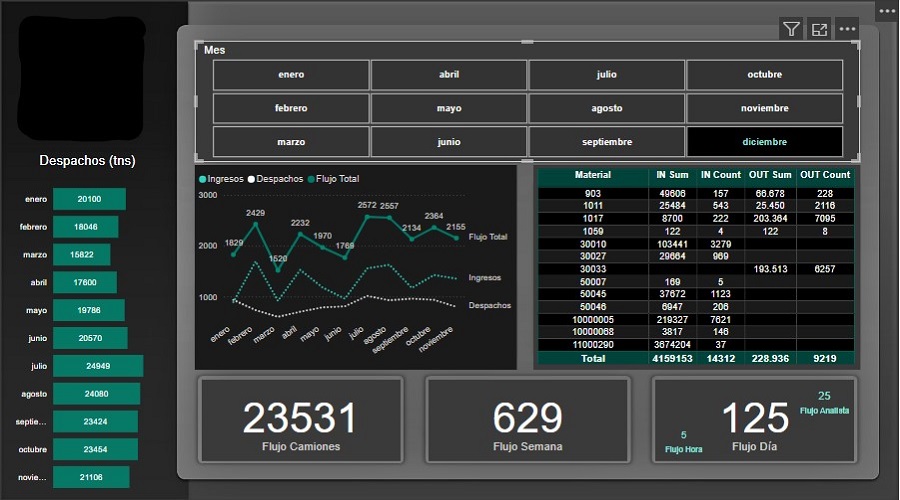 Despachos (tns)
enero 20100
febrero 18046
marzo 15822
abril 17600
mayo 19786
junio 20570
julio 24949
agosto 24080
septie... 23424
octubre 23454
novie... 21106
Mes
enero abril julio octubre
febrero mayo agosto noviembre
marzo junio septiembre diciembre
Ingresos Despachos Flujo Total
3000
2000
1000
1829 2429 1520 2232 1970 1769 2572 2557 2134 2364 2155
Flujo Total
Ingresos
Despachos
enero febrero marzo abril mayo junio julio agosto septiembre octubre noviembre
Material IN Sum IN Count OUT Sum OUT Count
903 49606 157 66.678 228
1011 25484 543 25.450 2116
1017 8700 222 203.364 7095
1059 122 4 122 8
30010 103441 3279
30027 29664 969
30033 193.513 6257
50007 169 5
50045 37672 1123
50046 6947 206
10000005 219327 7621
10000068 3817 146
11000290 3674204 37
Total 4159153 14312 228.936 9219
23531
Flujo Camiones
629
Flujo Semana
125
Flujo Día
25
Flujo Analista
5
Flujo Hora